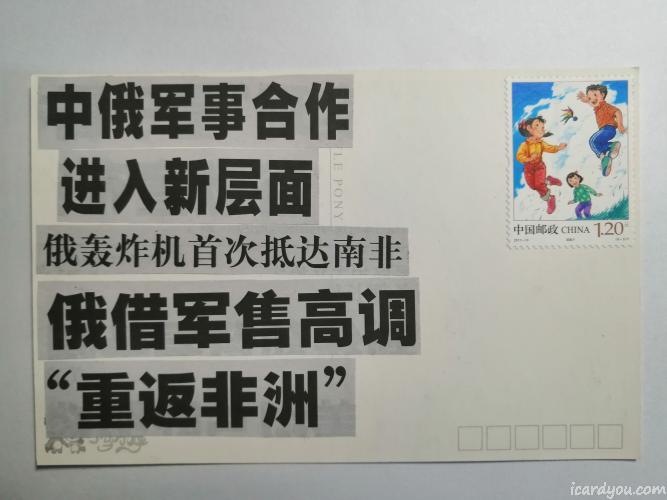 中俄军事合作
进入新层面
俄轰炸机首次抵达南非
俄借军售高调
“重返非洲”
LE PONY
中国邮政 CHINA 1.20
icardyou.com